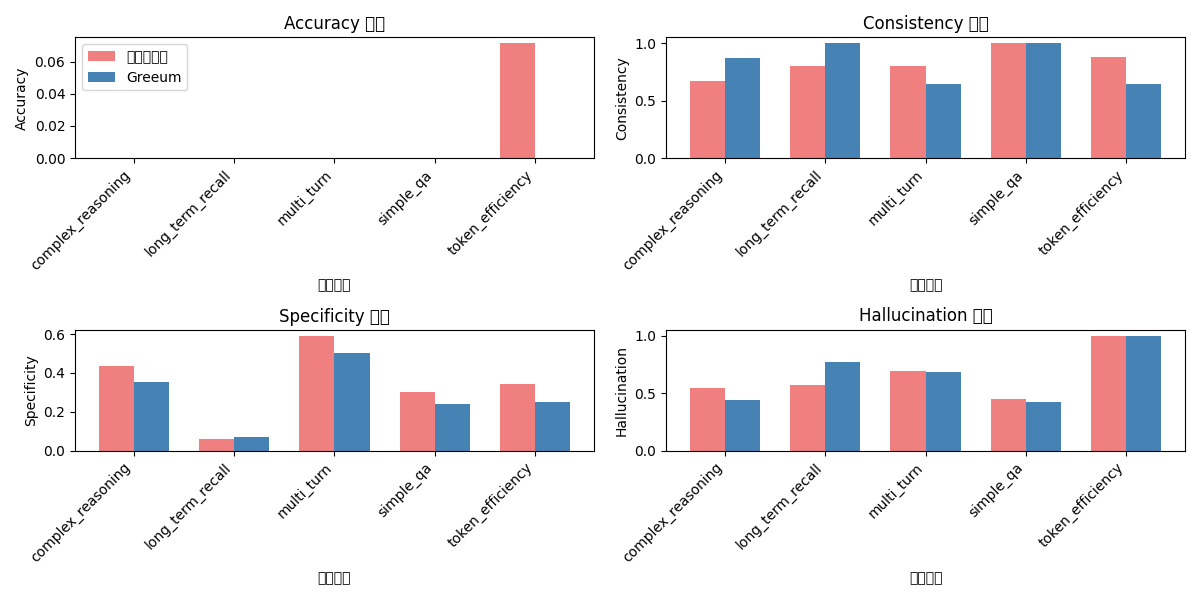 Accuracy
Accuracy
0.06
0.04
0.02
0.00
Greeum
complex_reasoning
long_term_recall
multi_turn
simple_qa
token_efficiency
Consistency
Consistency
1.0
0.5
0.0
complex_reasoning
long_term_recall
multi_turn
simple_qa
token_efficiency
Specificity
Specificity
0.6
0.4
0.2
0.0
complex_reasoning
long_term_recall
multi_turn
simple_qa
token_efficiency
Hallucination
Hallucination
1.0
0.5
0.0
complex_reasoning
long_term_recall
multi_turn
simple_qa
token_efficiency